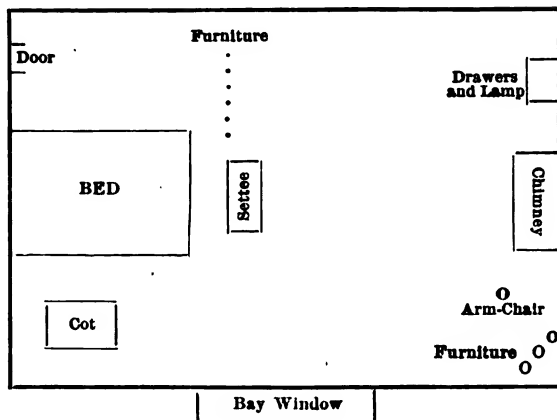 Furniture
Door
Drawers
and Lamp
BED
Settee
Chimney
Cot
Arm-Chair
Furniture
Bay Window